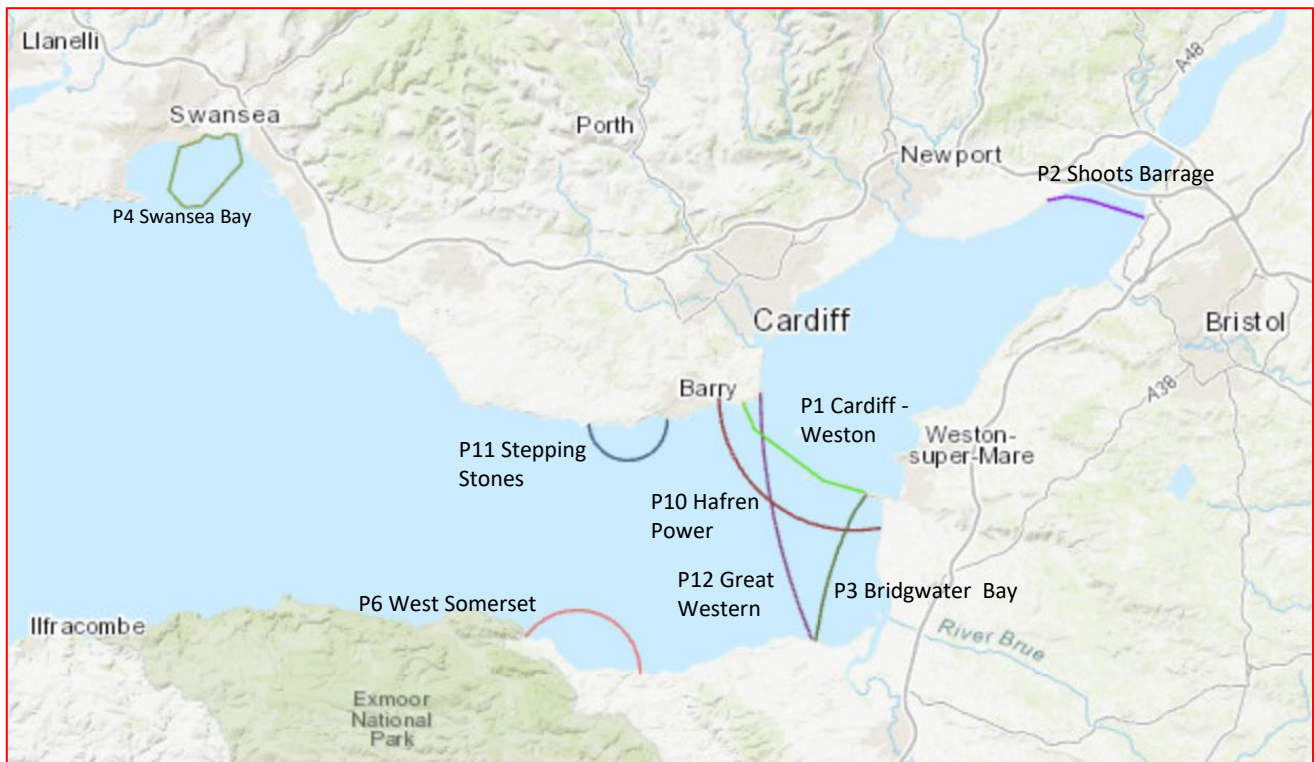 Llanelli
A48
Swansea
Porth
Newport
P2 Shoots Barrage
P4 Swansea Bay
Cardiff
Bristol
Barry
A38
P1 Cardiff -
Weston
Weston-
super-Mare
P11 Stepping
Stones
P10 Hafren
Power
P12 Great
Western
P3 Bridgwater  Bay
P6 West Somerset
Ilfracombe
River Brue
Exmoor
National
Park